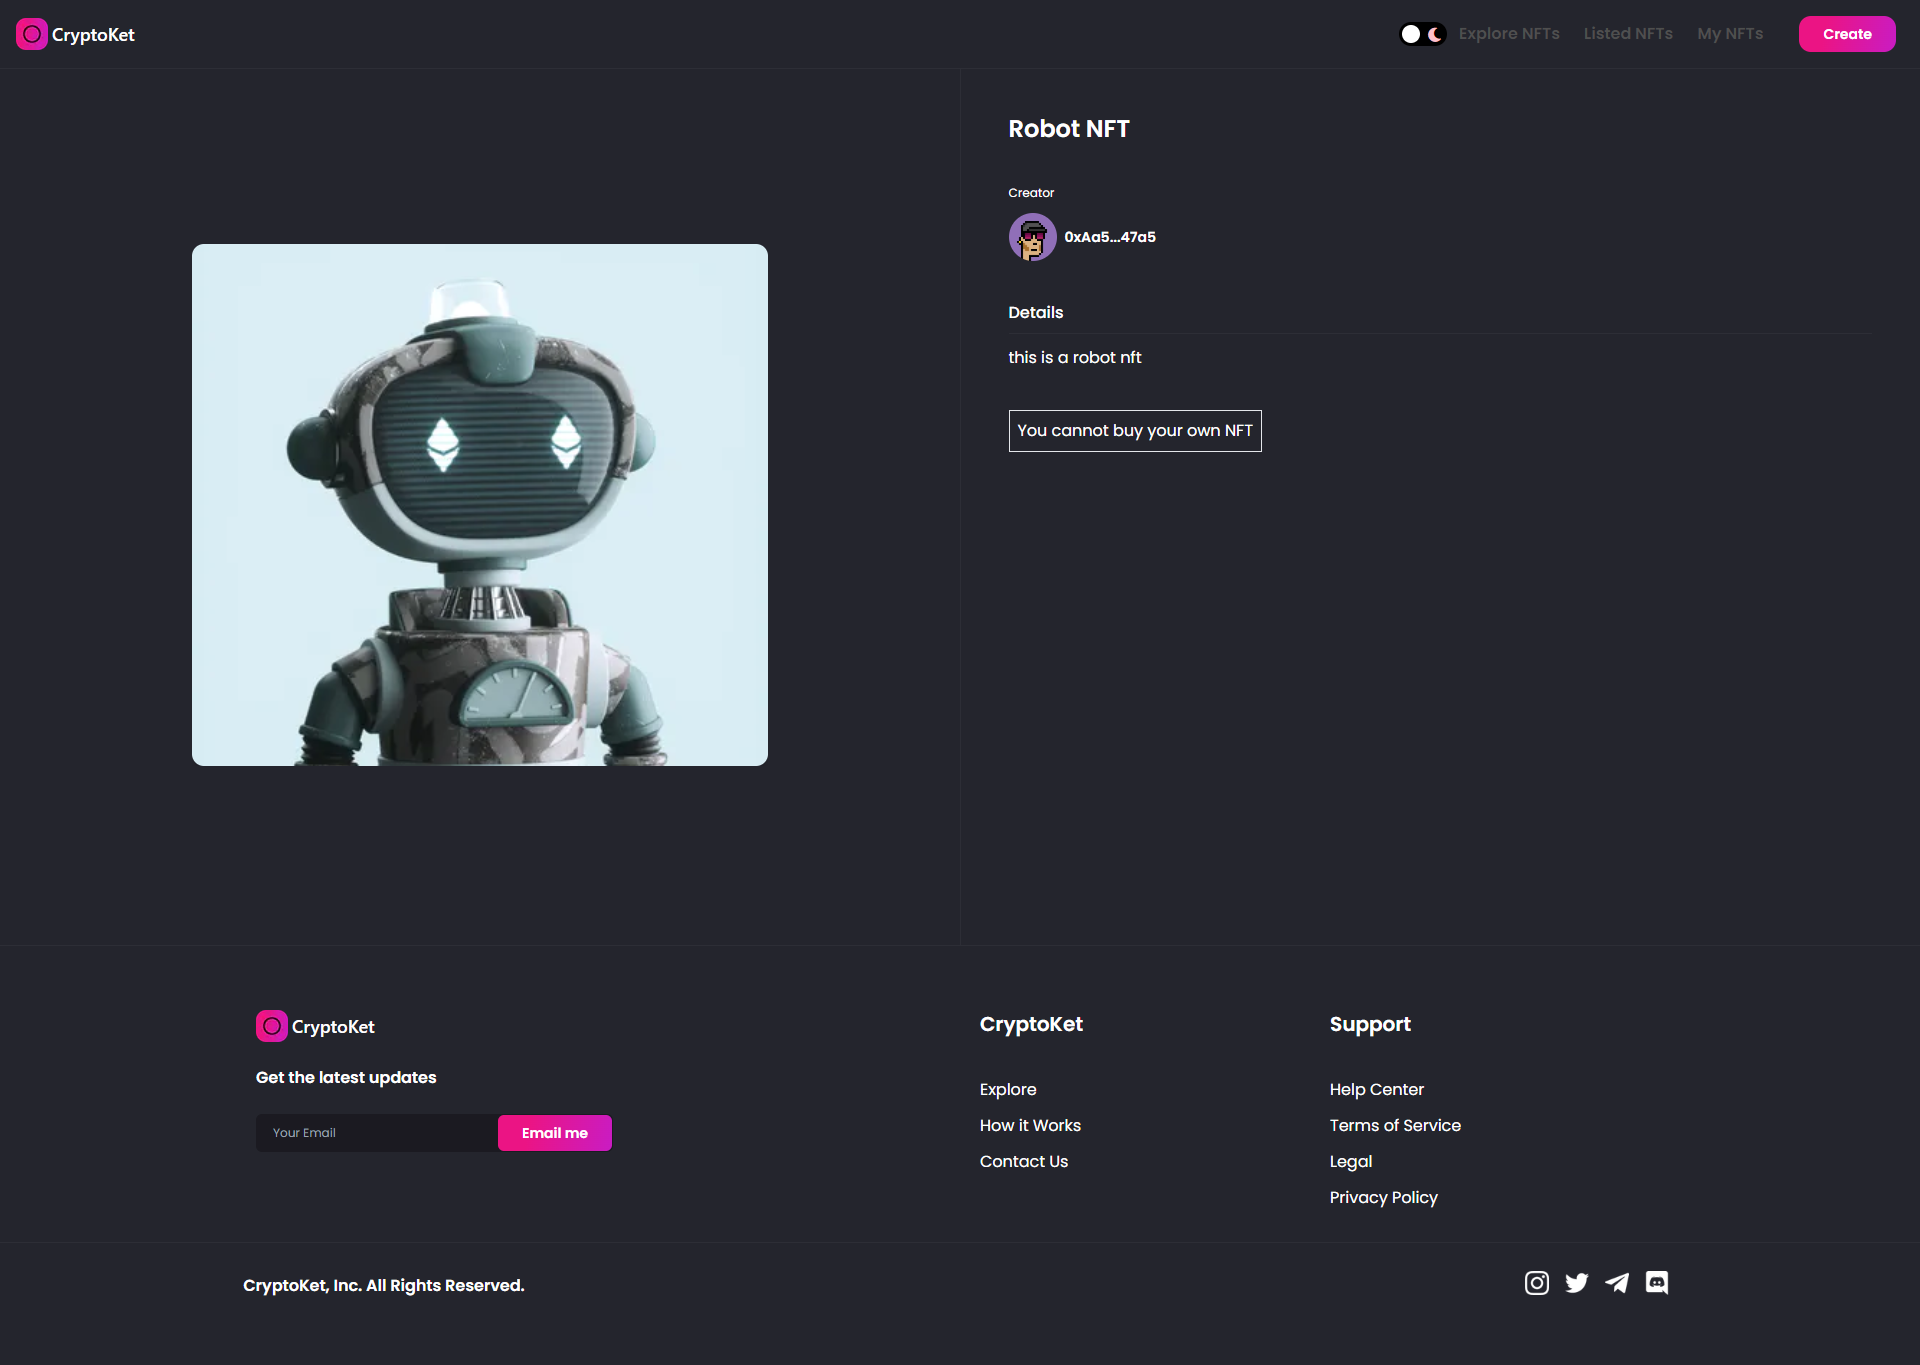 CryptoKet
Explore NFTs
Listed NFTs
My NFTs
Create
Robot NFT
Creator
0xAa5...47a5
Details
this is a robot nft
You cannot buy your own NFT
CryptoKet
Get the latest updates
Your Email
Email me
CryptoKet
Explore
How it Works
Contact Us
Support
Help Center
Terms of Service
Legal
Privacy Policy
CryptoKet, Inc. All Rights Reserved.